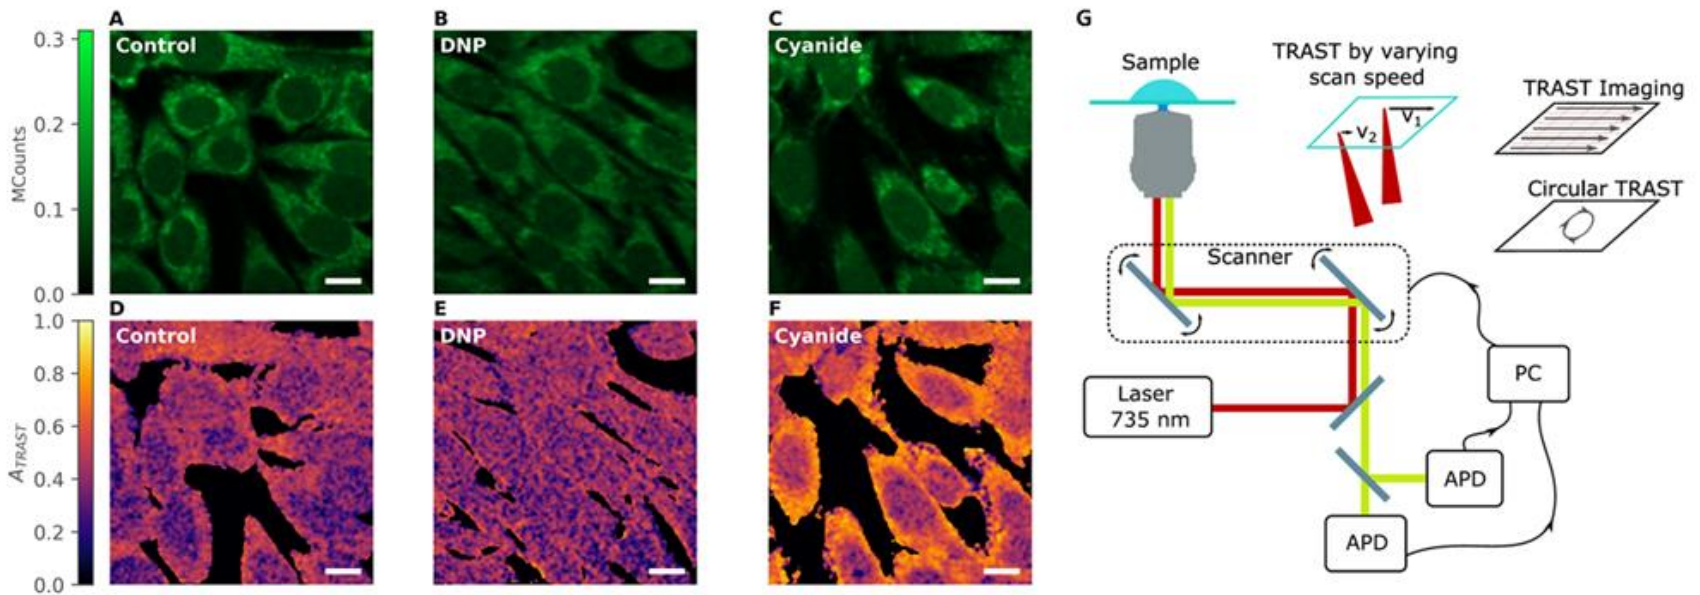 A
B
C
G
Control
DNP
Cyanide
0.3
0.2
0.1
0.0
MCounts
D
E
F
Control
DNP
Cyanide
1.0
0.8
0.6
0.4
0.2
0.0
A_TRAST
Sample
TRAST by varying
scan speed
V₁
V₂
TRAST Imaging
Circular TRAST
Scanner
Laser
735 nm
PC
APD
APD